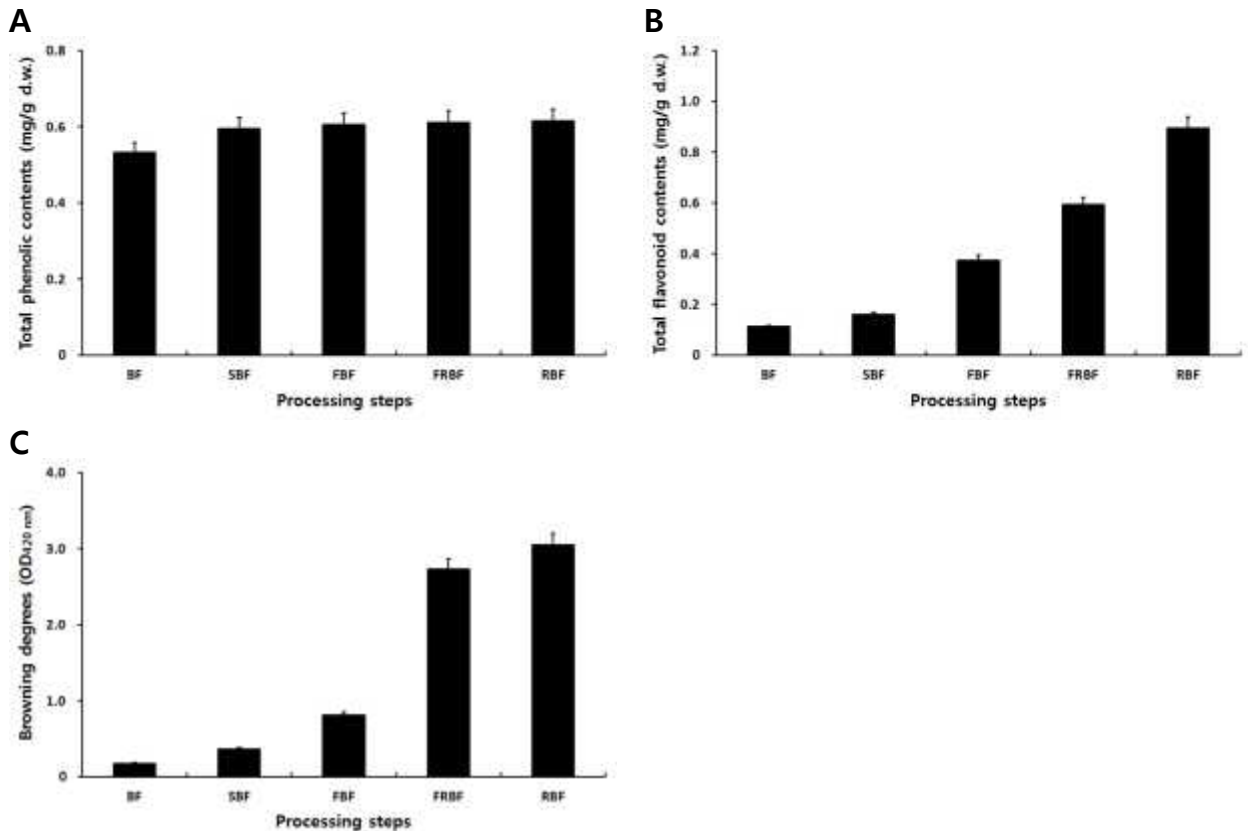 A
Total phenolic contents (mg/g d.w.)
0.8
0.6
0.4
0.2
0
BF SBF FBF FRBF RBF
Processing steps
B
Total flavonoid contents (mg/g d.w.)
1.2
1.0
0.8
0.6
0.4
0.2
0
BF SBF FBF FRBF RBF
Processing steps
C
Browning degrees (OD420 nm)
4.0
3.0
2.0
1.0
0
BF SBF FBF FRBF RBF
Processing steps